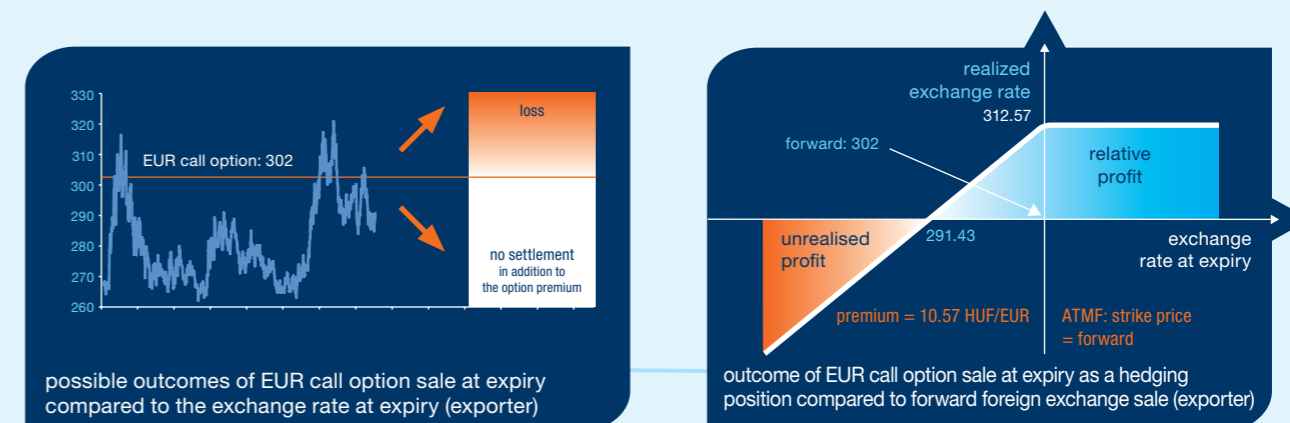 330
320
310
300
290
280
270
260
EUR call option: 302
loss
no settlement
in addition to
the option premium
possible outcomes of EUR call option sale at expiry
compared to the exchange rate at expiry (exporter)
realized
exchange rate
312.57
forward: 302
relative
profit
unrealised
profit
291.43
exchange
rate at expiry
premium = 10.57 HUF/EUR
ATMF: strike price
= forward
outcome of EUR call option sale at expiry as a hedging
position compared to forward foreign exchange sale (exporter)